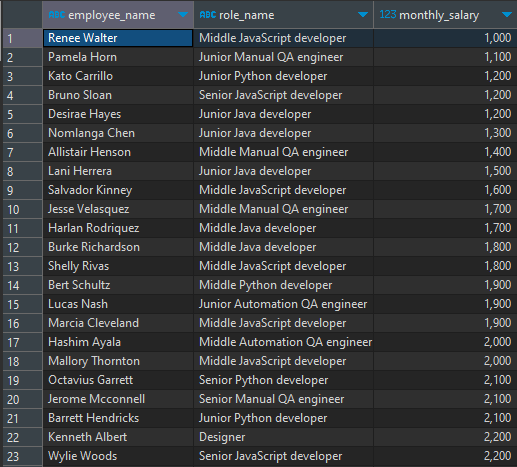 ABC employee_name ABC role_name 123 monthly_salary
1 Renee Walter Middle JavaScript developer 1,000
2 Pamela Horn Junior Manual QA engineer 1,100
3 Kato Carrillo Junior Python developer 1,200
4 Bruno Sloan Senior JavaScript developer 1,200
5 Desirae Hayes Junior Java developer 1,200
6 Nomlanga Chen Junior Java developer 1,300
7 Allistair Henson Middle Manual QA engineer 1,400
8 Lani Herrera Junior Java developer 1,500
9 Salvador Kinney Middle JavaScript developer 1,600
10 Jesse Velasquez Middle Manual QA engineer 1,700
11 Harlan Rodriquez Middle Java developer 1,700
12 Burke Richardson Middle Java developer 1,800
13 Shelly Rivas Middle JavaScript developer 1,800
14 Bert Schultz Middle Python developer 1,900
15 Lucas Nash Junior Automation QA engineer 1,900
16 Marcia Cleveland Middle JavaScript developer 1,900
17 Hashim Ayala Middle Automation QA engineer 2,000
18 Mallory Thornton Middle JavaScript developer 2,000
19 Octavius Garrett Senior Python developer 2,100
20 Jerome Mcconnell Senior Manual QA engineer 2,100
21 Barrett Hendricks Junior Python developer 2,100
22 Kenneth Albert Designer 2,200
23 Wylie Woods Senior JavaScript developer 2,200